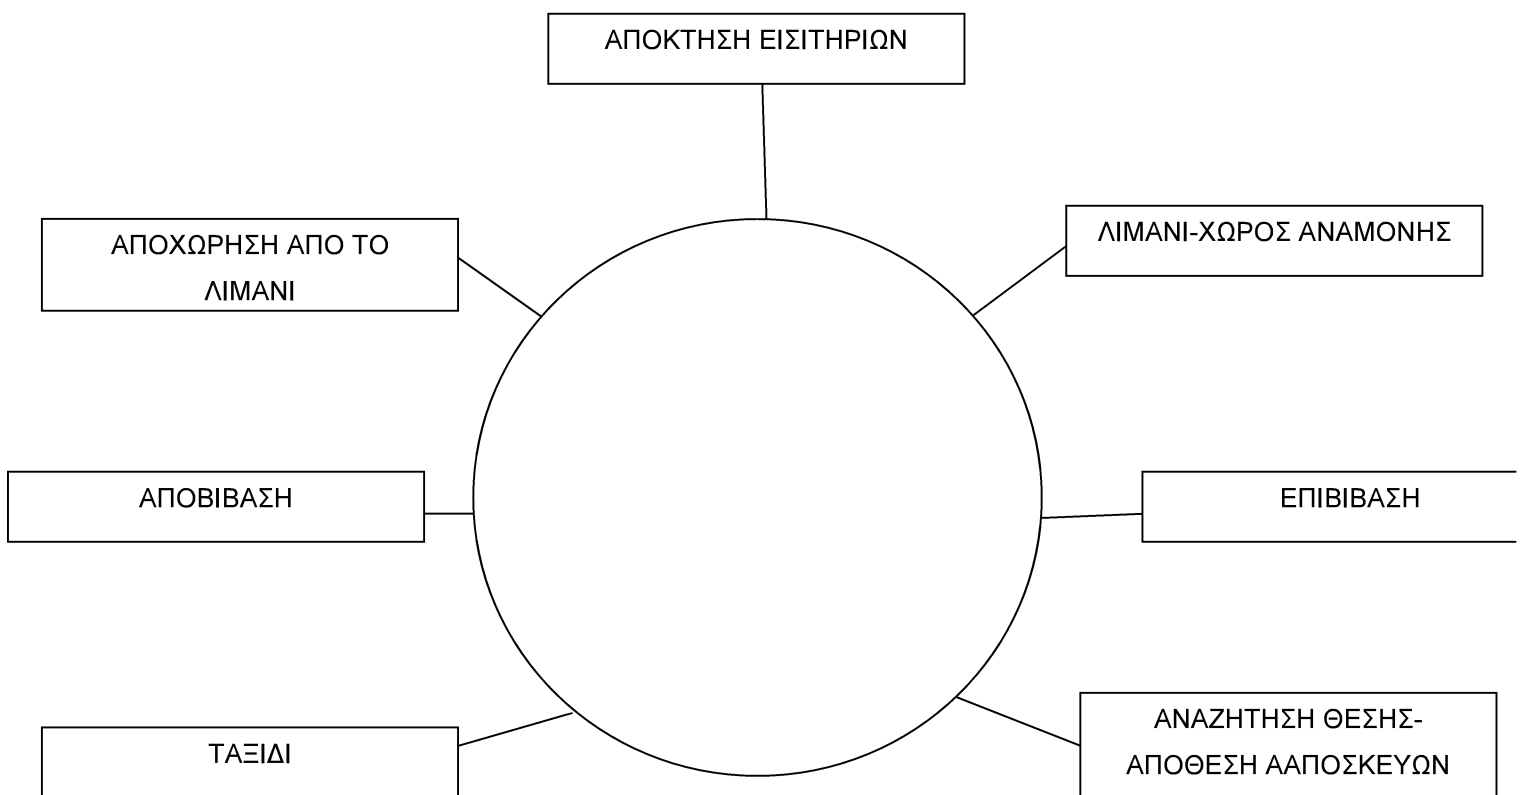 ΑΠΟΚΤΗΣΗ ΕΙΣΙΤΗΡΙΩΝ
ΛΙΜΑΝΙ-ΧΩΡΟΣ ΑΝΑΜΟΝΗΣ
ΑΠΟΧΩΡΗΣΗ ΑΠΟ ΤΟ
ΛΙΜΑΝΙ
ΑΠΟΒΙΒΑΣΗ
ΕΠΙΒΙΒΑΣΗ
ΑΝΑΖΗΤΗΣΗ ΘΕΣΗΣ-
ΑΠΟΘΕΣΗ ΑΑΠΟΣΚΕΥΩΝ
ΤΑΞΙΔΙ